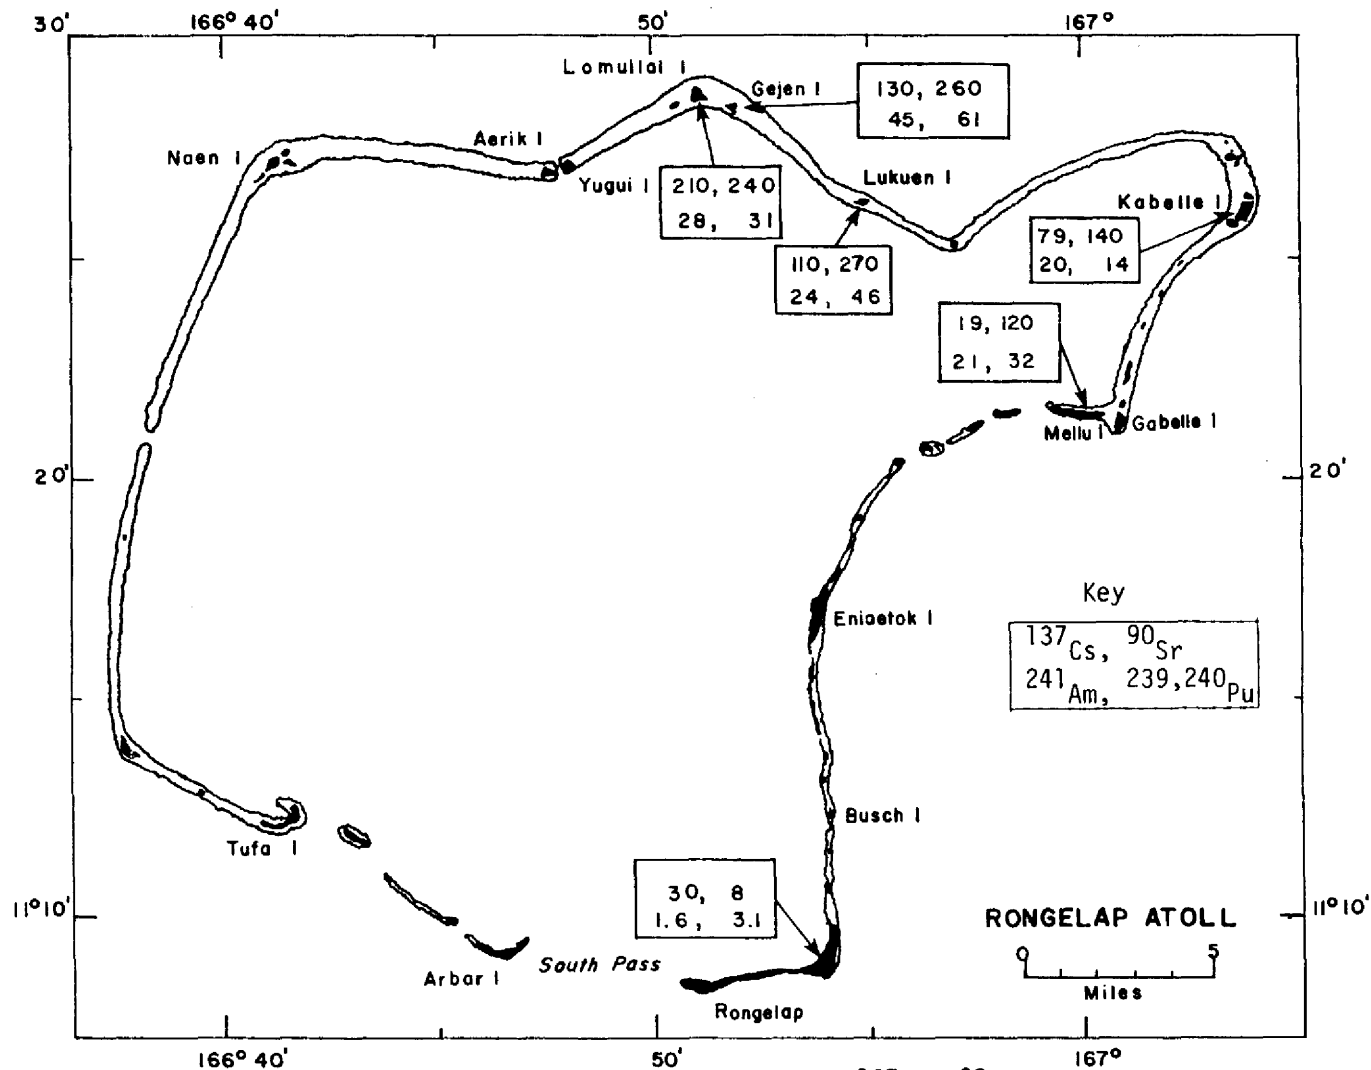 30' 166° 40' 50' 167°
Lomuilal I
Gejen I
130, 260
45, 61
Aerik I
Naen I
Yugui I
210, 240
28, 31
Lukuen I
Kabelle I
79, 140
20, 14
110, 270
24, 46
19, 120
21, 32
Mellu I
Gabelle I
20' 20'
Eniaetok I
Key
137Cs, 90Sr
241Am, 239,240Pu
Busch I
Tufa I
30, 8
1.6, 3.1
11° 10' 11° 10'
RONGELAP ATOLL
0 5
Miles
Arbar I
South Pass
Rongelap
166° 40' 50' 167°